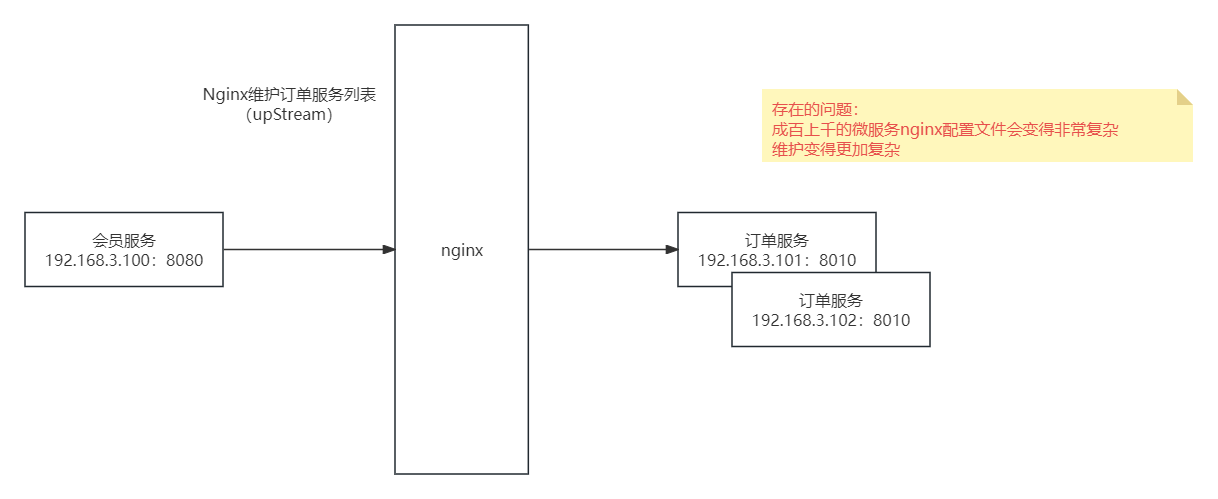 Nginx维护订单服务列表
（upStream）
存在的问题：
成百上千的微服务nginx配置文件会变得非常复杂
维护变得更加复杂
会员服务
192.168.3.100：8080
nginx
订单服务
192.168.3.101：8010
订单服务
192.168.3.102：8010